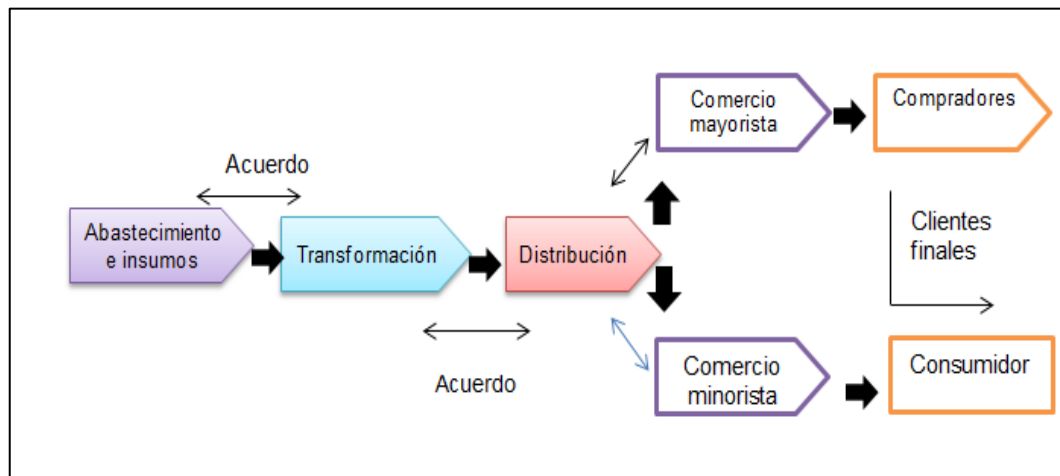 Comercio
mayorista
Compradores
Acuerdo
Abastecimiento
e insumos
Transformación
Distribución
Clientes
finales
Acuerdo
Comercio
minorista
Consumidor